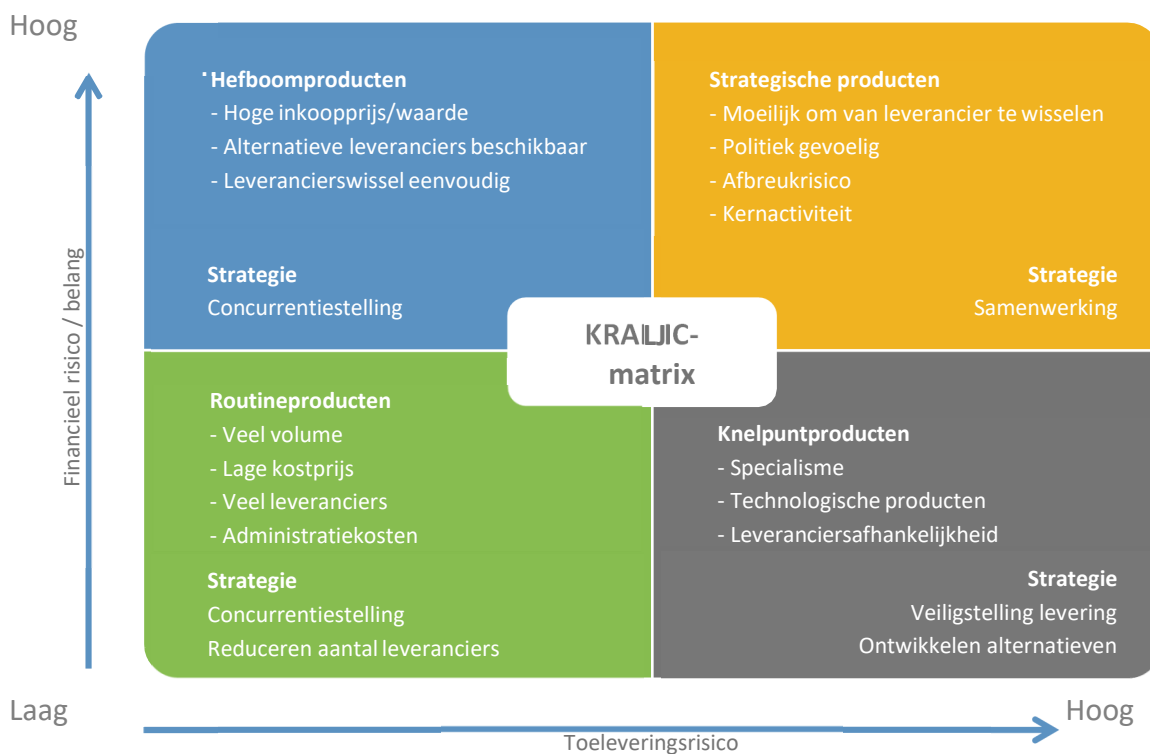 Hoog
Hefboomproducten
- Hoge inkoopprijs/waarde
- Alternatieve leveranciers beschikbaar
- Leverancierswissel eenvoudig
Strategie
Concurrentiestelling
Strategische producten
- Moeilijk om van leverancier te wisselen
- Politiek gevoelig
- Afbreukrisico
- Kernactiviteit
Strategie
Samenwerking
KRALJIC-
matrix
Financieel risico / belang
Routineproducten
- Veel volume
- Lage kostprijs
- Veel leveranciers
- Administratiekosten
Strategie
Concurrentiestelling
Reduceren aantal leveranciers
Knelpuntproducten
- Specialisme
- Technologische producten
- Leveranciersafhankelijkheid
Strategie
Veiligstelling levering
Ontwikkelen alternatieven
Laag
Hoog
Toeleveringsrisico